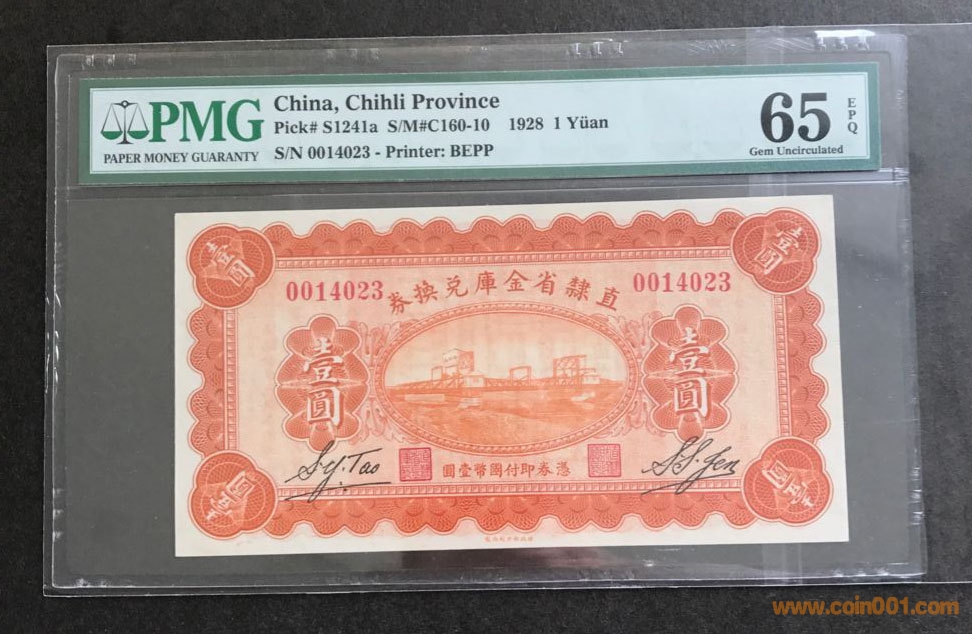 PMG
PAPER MONEY GUARANTY
China, Chihli Province
Pick# S1241a S/M#C160-10 1928 1 Yüan
S/N 0014023 - Printer: BEPP
65 EPQ
Gem Uncirculated
壹圓
壹圓
0014023
券換兌庫金省隸直
0014023
壹圓
壹圓
S.Y. Tao
圓壹幣國付即券憑
S.S. Jen
壹圓
壹圓
www.coin001.com